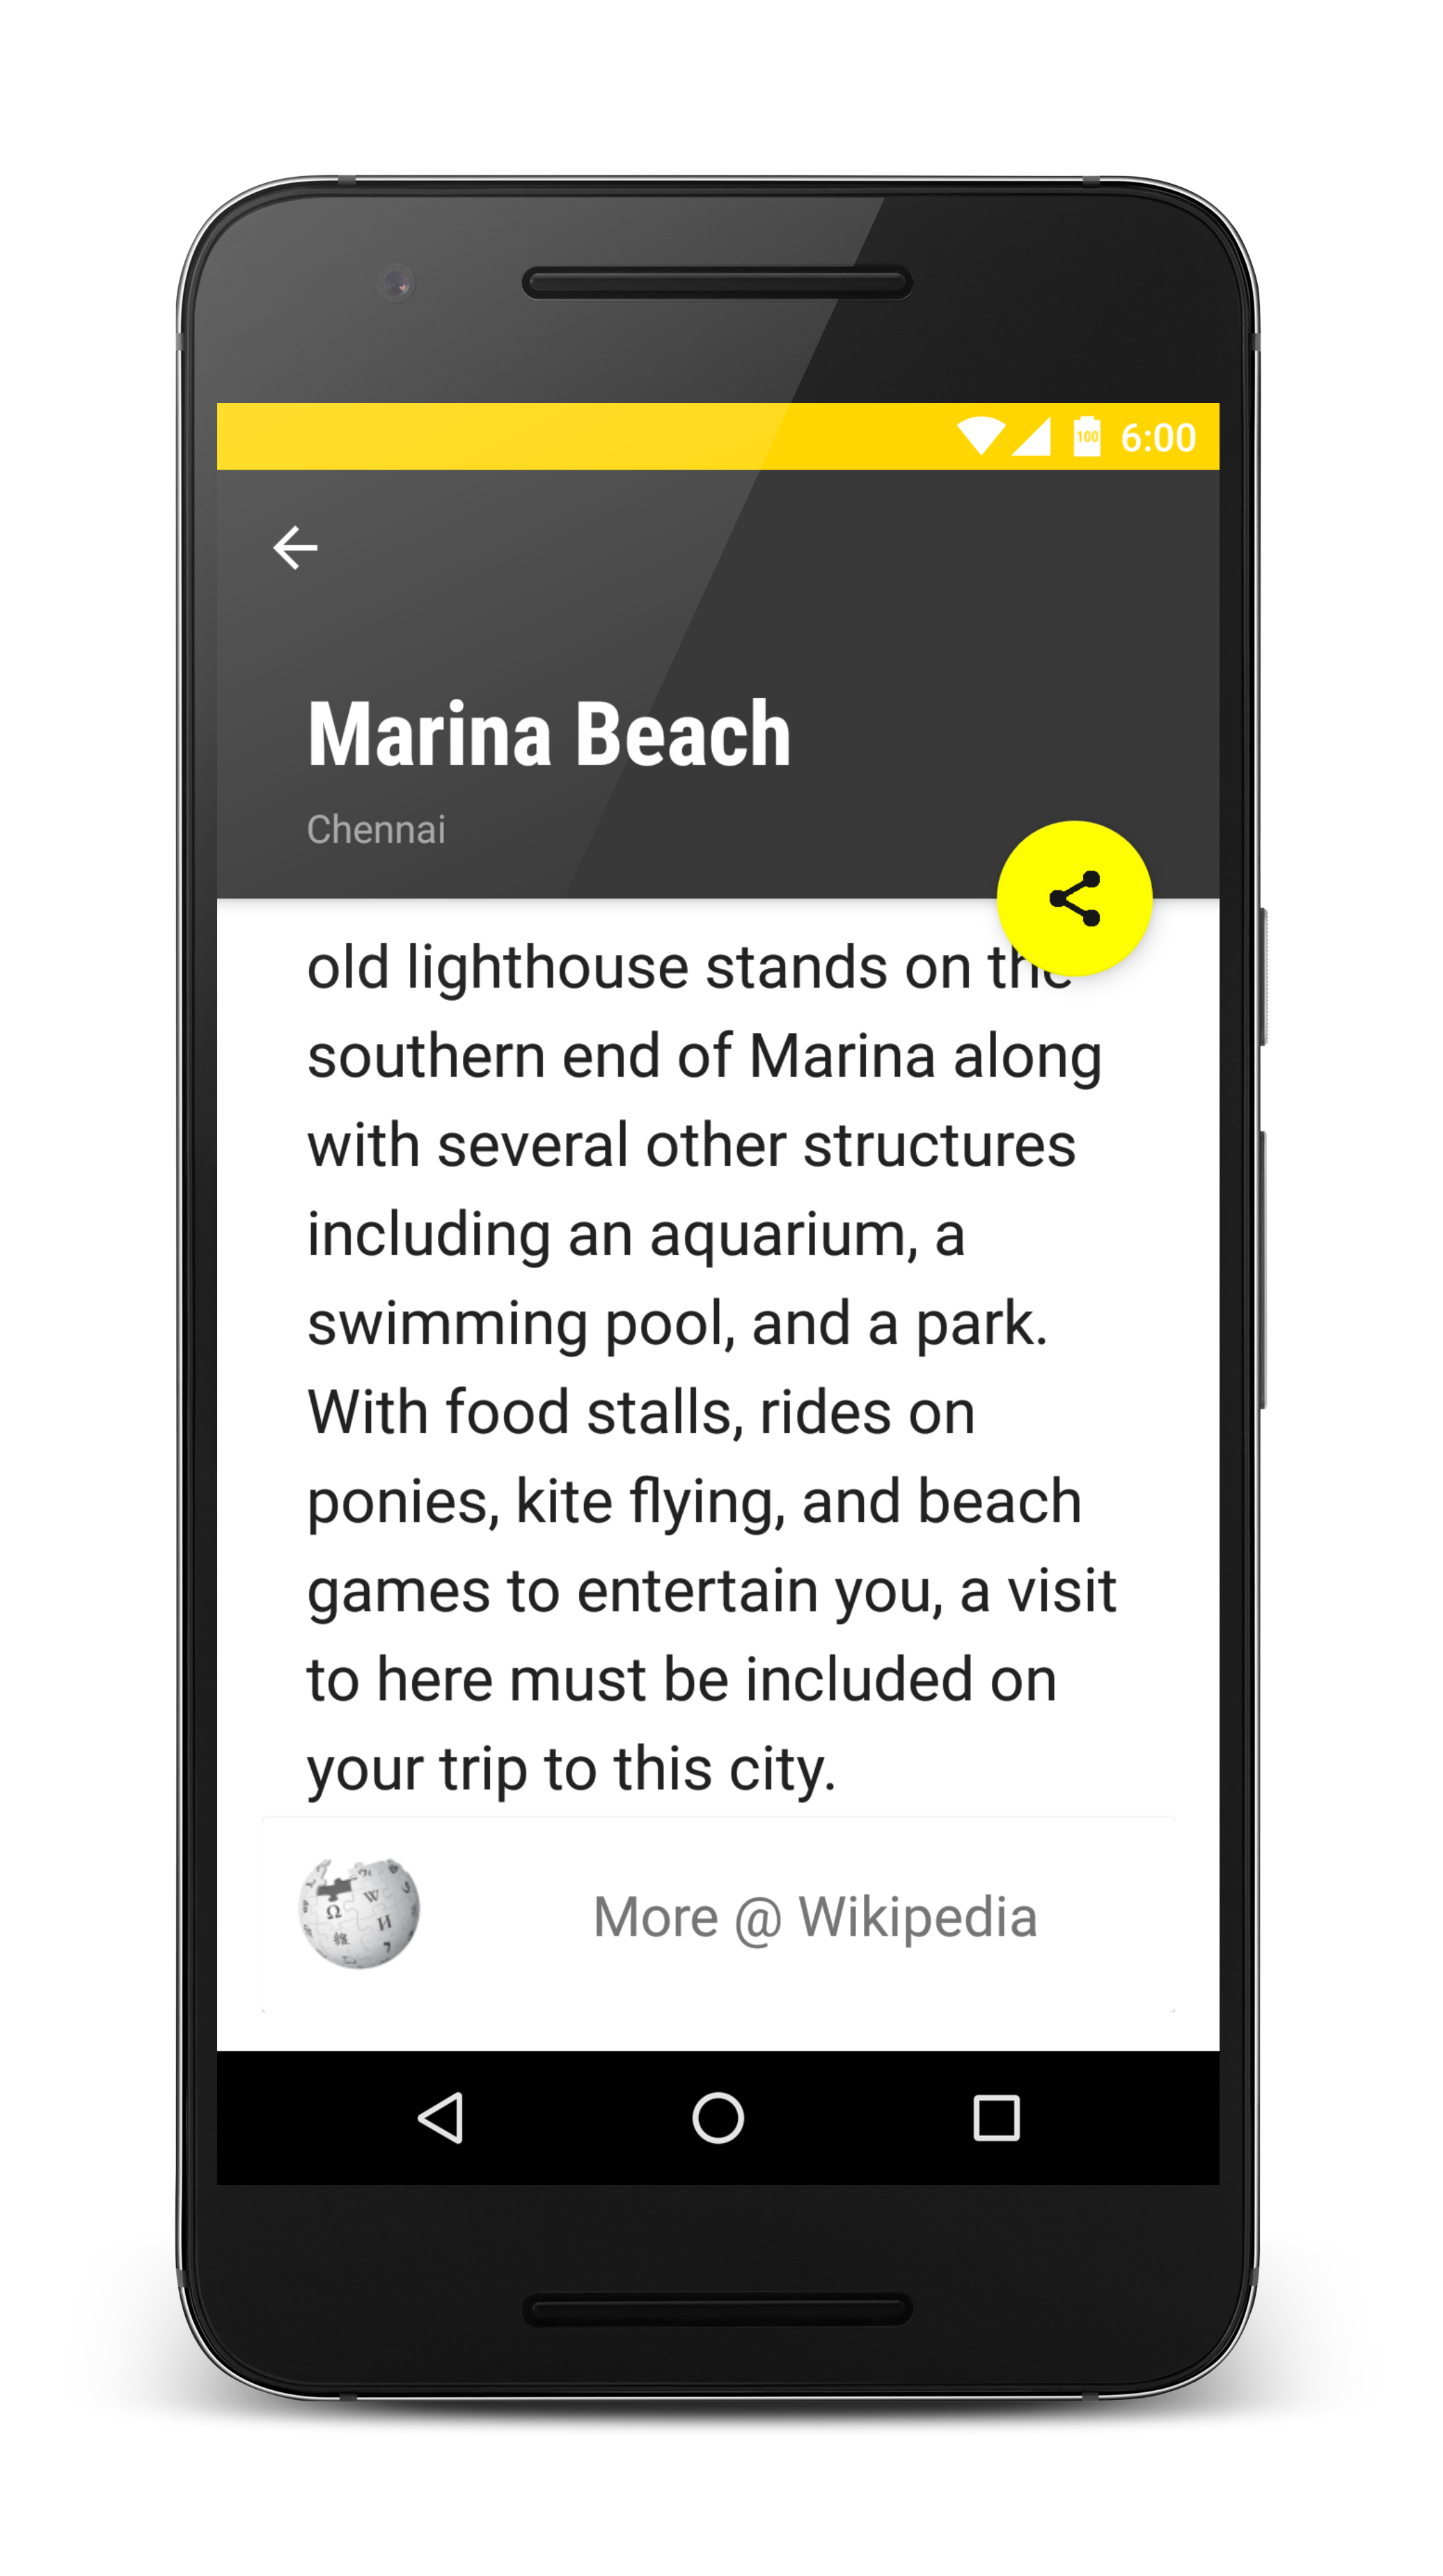 100 6:00
Marina Beach
Chennai
old lighthouse stands on the
southern end of Marina along
with several other structures
including an aquarium, a
swimming pool, and a park.
With food stalls, rides on
ponies, kite flying, and beach
games to entertain you, a visit
to here must be included on
your trip to this city.
More @ Wikipedia